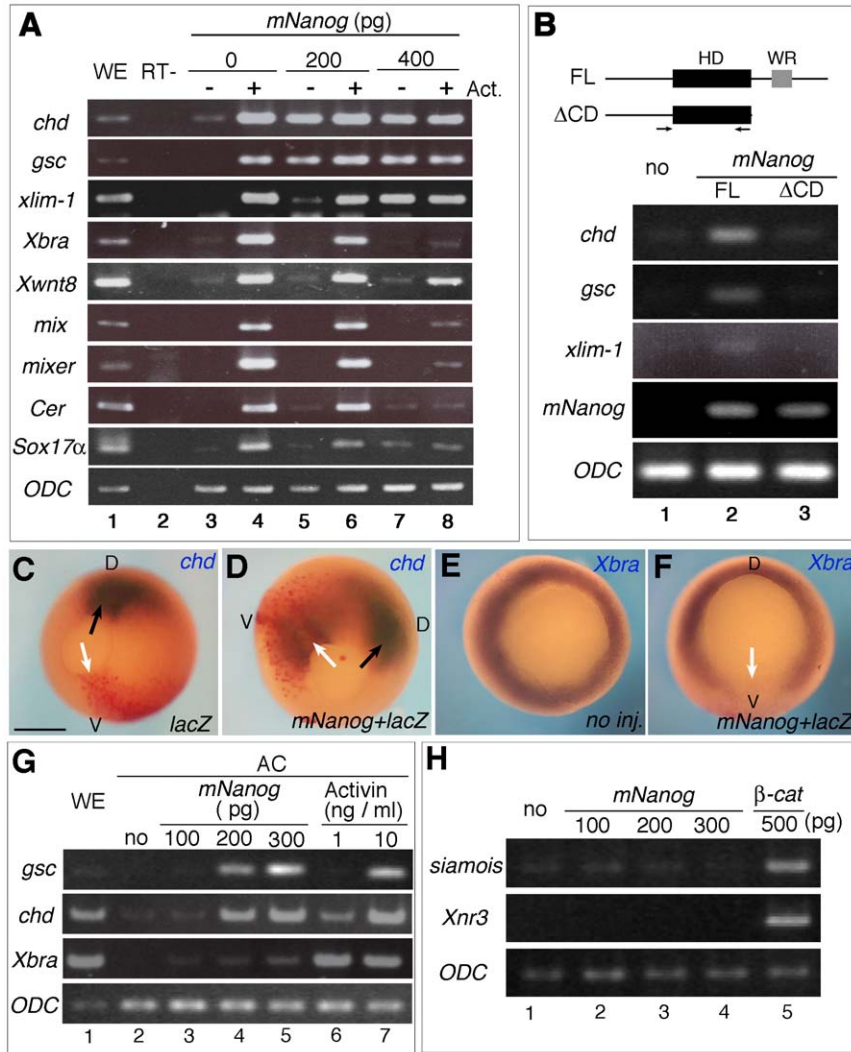 A
mNanog (pg)
WE RT- 0 200 400
- + - + - + Act.
chd
gsc
xlim-1
Xbra
Xwnt8
mix
mixer
Cer
Sox17α
ODC
1 2 3 4 5 6 7 8
B
HD WR
FL
ΔCD
no mNanog
FL ΔCD
chd
gsc
xlim-1
mNanog
ODC
1 2 3
C chd
D
V
lacZ
D chd
V D
mNanog+lacZ
E Xbra
no inj.
F Xbra
D
V
mNanog+lacZ
G
AC
WE mNanog Activin
( pg) (ng / ml)
no 100 200 300 1 10
gsc
chd
Xbra
ODC
1 2 3 4 5 6 7
H
no mNanog β-cat
100 200 300 500 (pg)
siamois
Xnr3
ODC
1 2 3 4 5